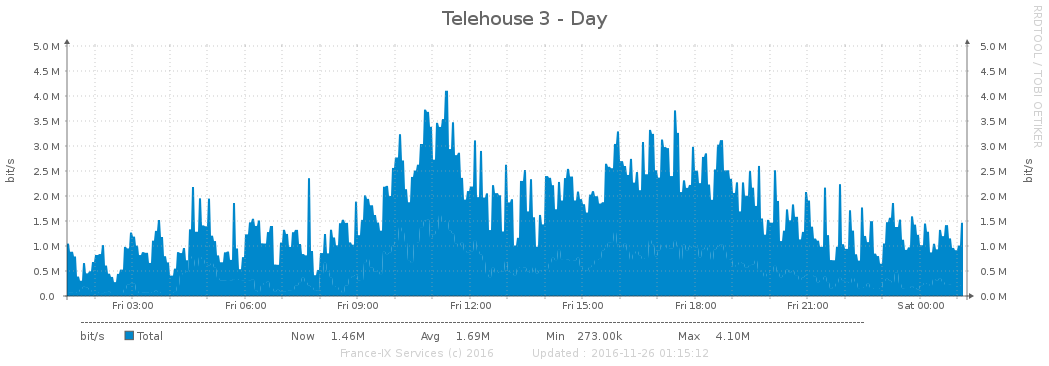 Telehouse 3 - Day
RRDTOOL / TOBI OETIKER
bit/s
5.0 M
4.5 M
4.0 M
3.5 M
3.0 M
2.5 M
2.0 M
1.5 M
1.0 M
0.5 M
0.0
5.0 M
4.5 M
4.0 M
3.5 M
3.0 M
2.5 M
2.0 M
1.5 M
1.0 M
0.5 M
0.0 M
bit/s
Fri 03:00 Fri 06:00 Fri 09:00 Fri 12:00 Fri 15:00 Fri 18:00 Fri 21:00 Sat 00:00
bit/s Total Now 1.46M Avg 1.69M Min 273.00k Max 4.10M
France-IX Services (c) 2016 Updated : 2016-11-26 01:15:12